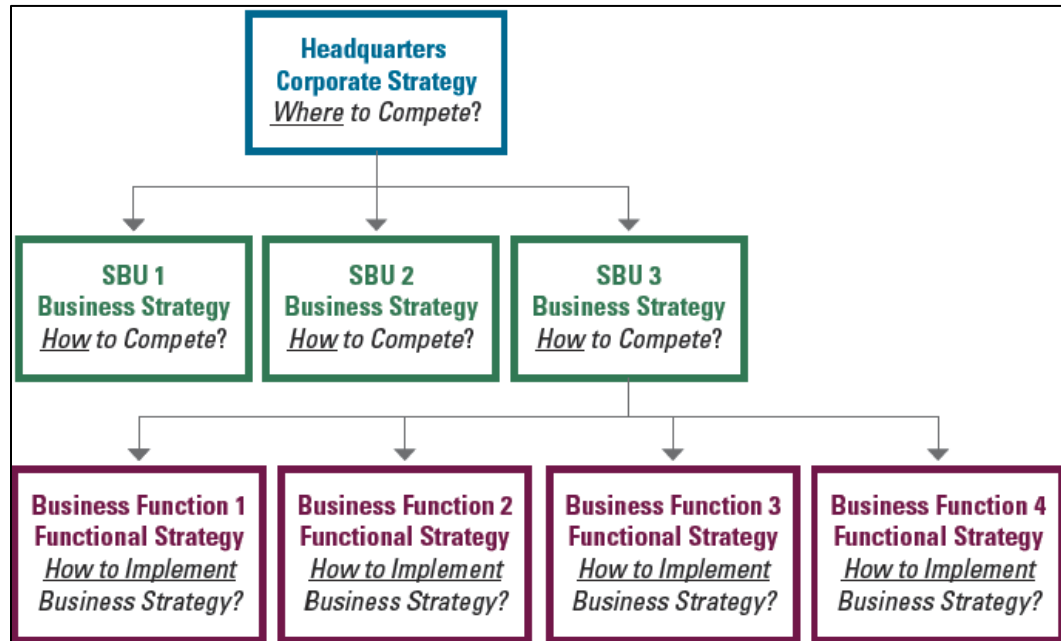 Headquarters
Corporate Strategy
Where to Compete?
SBU 1
Business Strategy
How to Compete?
SBU 2
Business Strategy
How to Compete?
SBU 3
Business Strategy
How to Compete?
Business Function 1
Functional Strategy
How to Implement
Business Strategy?
Business Function 2
Functional Strategy
How to Implement
Business Strategy?
Business Function 3
Functional Strategy
How to Implement
Business Strategy?
Business Function 4
Functional Strategy
How to Implement
Business Strategy?